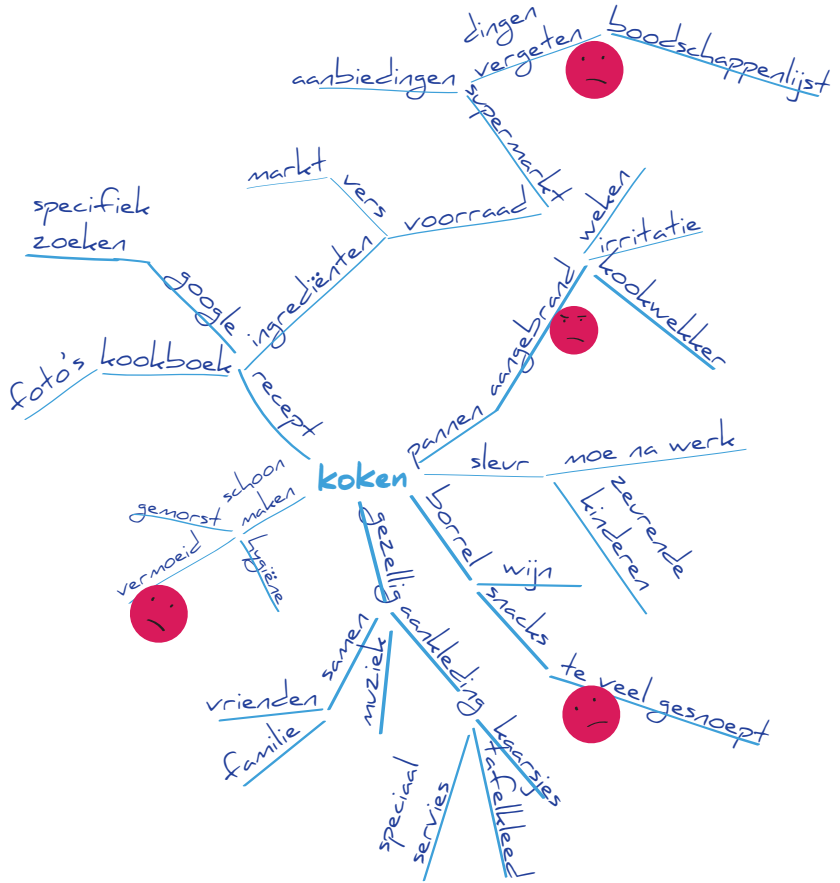 dingen
vergeten
boodschappenlijst
aanbiedingen
supermarkt
markt
vers
voorraad
weken
irritatie
kookwekker
aangebrand
specifiek
zoeken
google
ingrediënten
foto's
kookboek
recept
pannen
sleur
moe na werk
zeurende
kinderen
koken
schoon
maken
gemorst
vermoeid
hygiëne
gezellig
borrel
wijn
snacks
te veel gesnoept
samen
muziek
aankleding
vrienden
familie
kaarsjes
tafelkleed
speciaal
servies